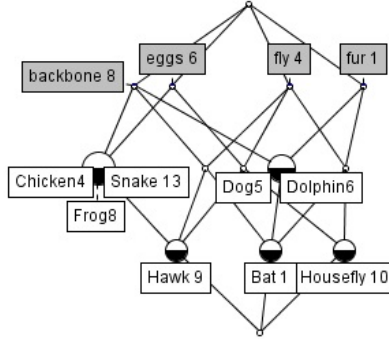 eggs 6
fly 4
fur 1
backbone 8
Chicken4
Snake 13
Dog5
Dolphin6
Frog8
Hawk 9
Bat 1
Housefly 10